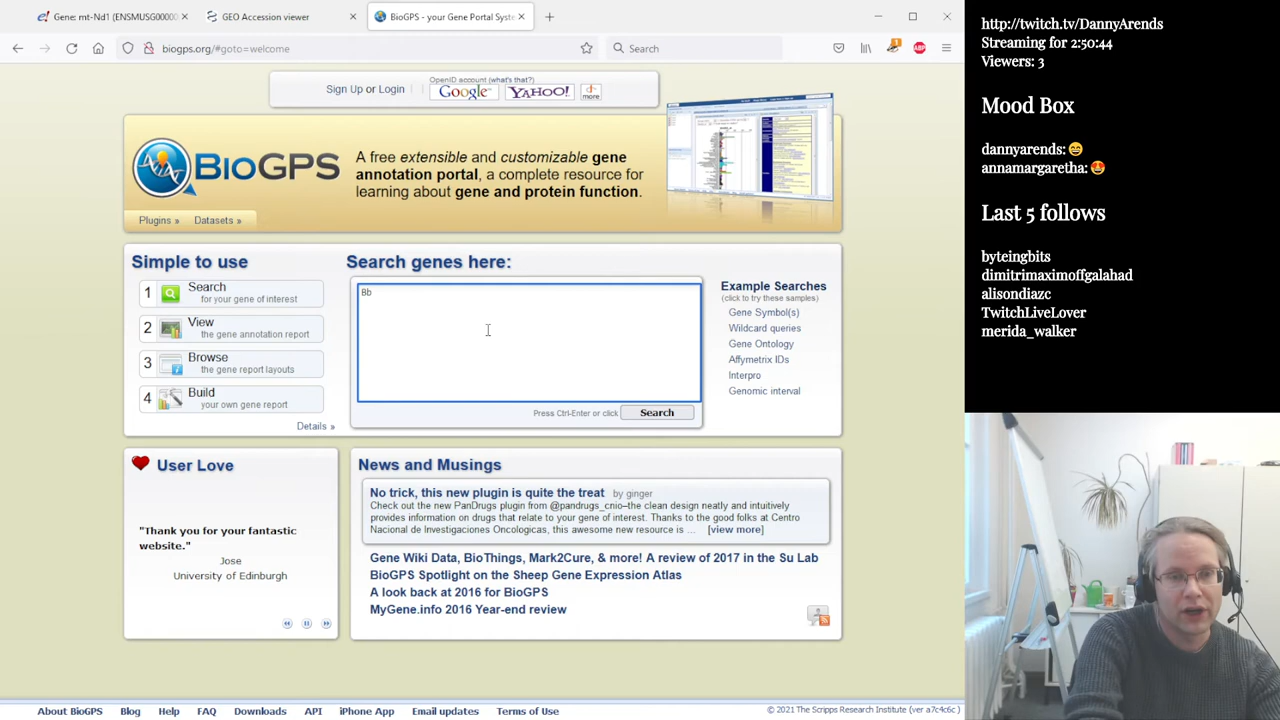 Gene: mt-Nd1 (ENSMUSG00000
GEO Accession viewer
BioGPS - your Gene Portal Syste
biogps.org/#goto=welcome
Search
Sign Up or Login
OpenID account (what's that?)
Google
YAHOO!
more
BioGPS
A free extensible and customizable gene
annotation portal, a complete resource for
learning about gene and protein function.
Plugins » Datasets »
Simple to use
1 Search
for your gene of interest
2 View
the gene annotation report
3 Browse
the gene report layouts
4 Build
your own gene report
Details »
Search genes here:
Bb
Press Ctrl-Enter or click Search
Example Searches
(click to try these samples)
Gene Symbol(s)
Wildcard queries
Gene Ontology
Affymetrix IDs
Interpro
Genomic interval
User Love
"Thank you for your fantastic
website."
Jose
University of Edinburgh
News and Musings
No trick, this new plugin is quite the treat by ginger
Check out the new PanDrugs plugin from @pandrugs_cnio–the clean design neatly and intuitively
provides information on drugs that relate to your gene of interest. Thanks to the good folks at Centro
Nacional de Investigaciones Oncologicas, this awesome new resource is ... [view more]
Gene Wiki Data, BioThings, Mark2Cure, & more! A review of 2017 in the Su Lab
BioGPS Spotlight on the Sheep Gene Expression Atlas
A look back at 2016 for BioGPS
MyGene.info 2016 Year-end review
About BioGPS Blog Help FAQ Downloads API iPhone App Email updates Terms of Use
© 2021 The Scripps Research Institute (ver a7c4c6c )
http://twitch.tv/DannyArends
Streaming for 2:50:44
Viewers: 3
Mood Box
dannyarends: 😄
annamargaretha: 😍
Last 5 follows
byteingbits
dimitrimaximoffgalahad
alisondiazc
TwitchLiveLover
merida_walker